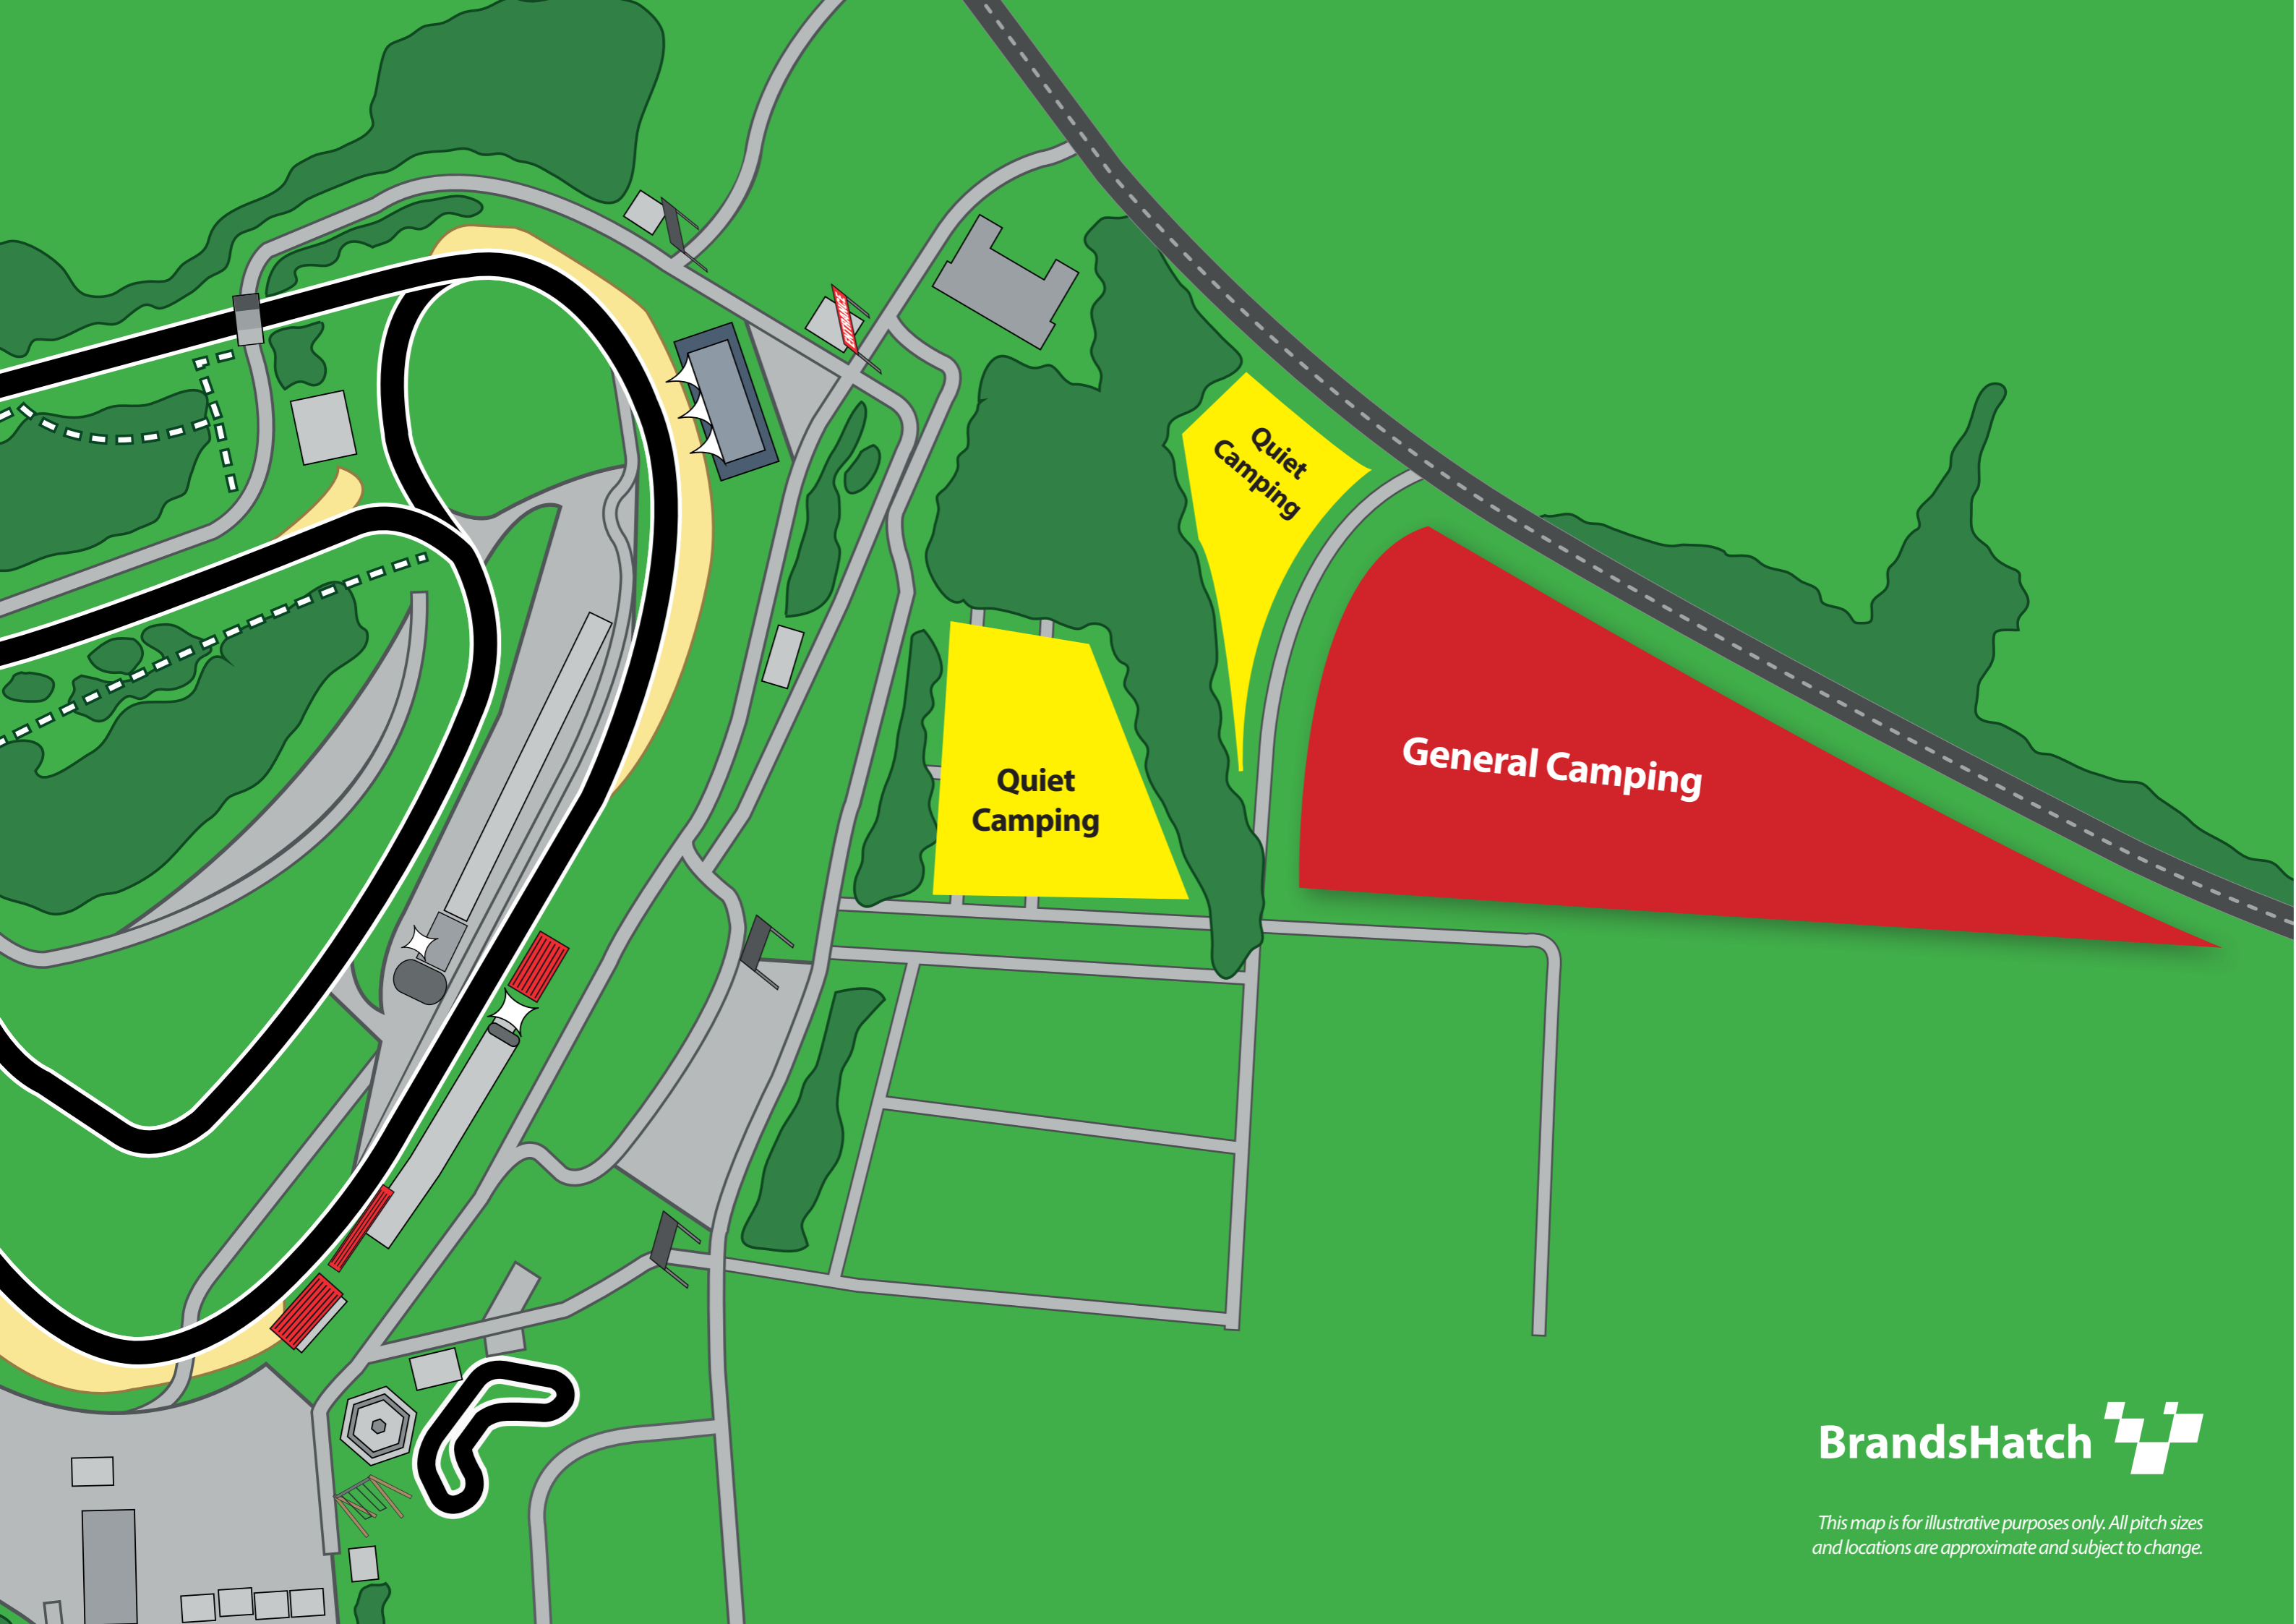 ENTRANCE
Quiet
Camping
Quiet
Camping
General Camping
BrandsHatch
This map is for illustrative purposes only. All pitch sizes
and locations are approximate and subject to change.